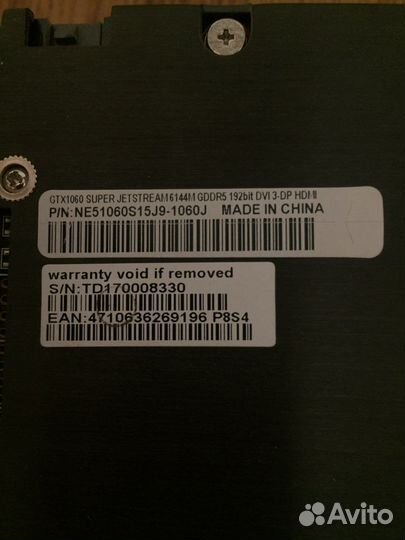 GTX1060 SUPER JETSTREAM 6144M GDDR5 192bit DVI 3-DP HDMI
P/N:NE51060S15J9-1060J MADE IN CHINA
warranty void if removed
S/N:TD170008330
EAN:4710636269196 P8S4
Avito